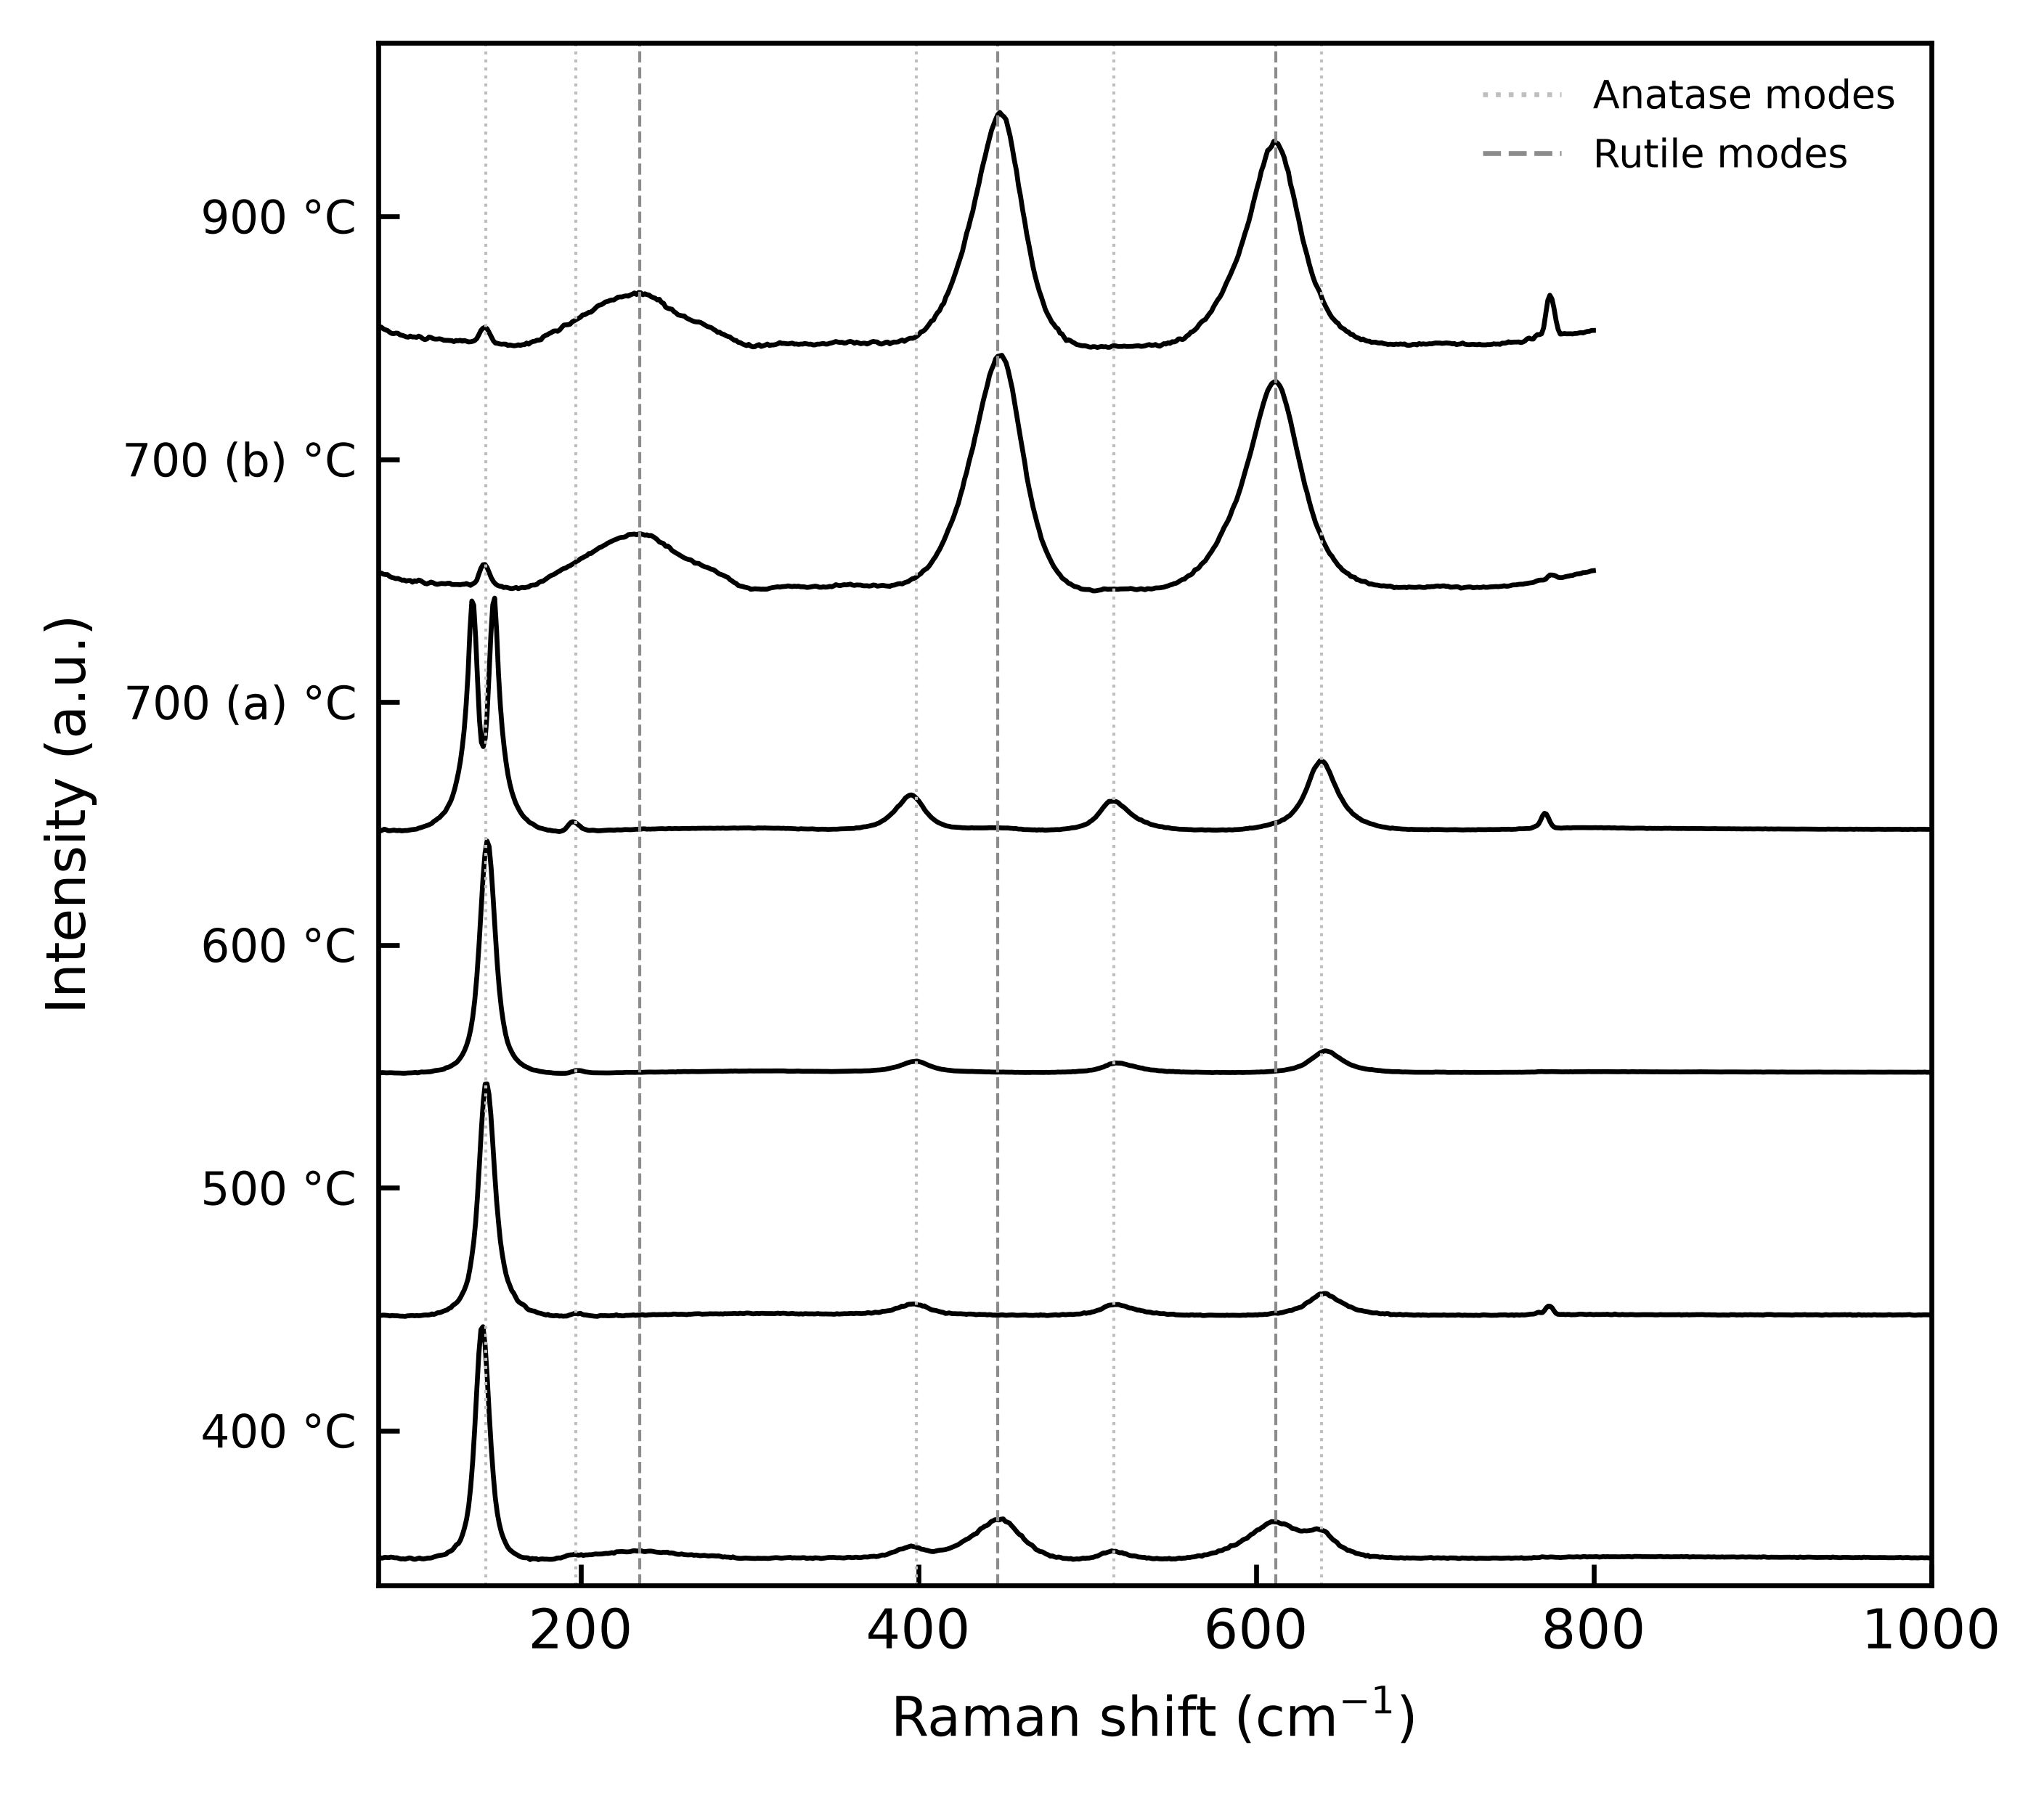 Anatase modes
Rutile modes
900 °C
700 (b) °C
700 (a) °C
600 °C
500 °C
400 °C
Intensity (a.u.)
200 400 600 800 1000
Raman shift (cm⁻¹)